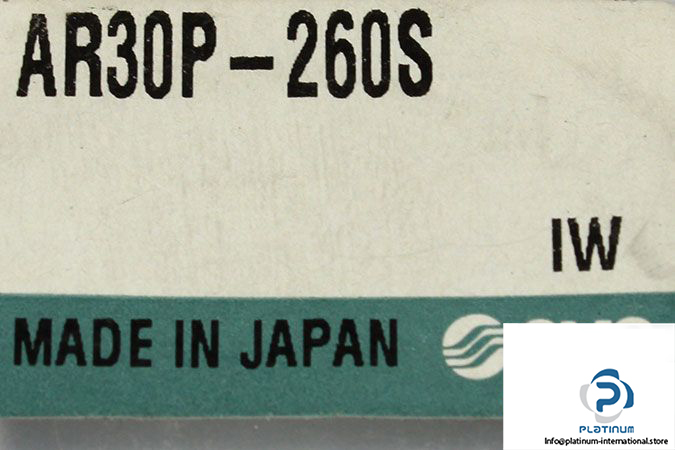 AR30P-260S
IW
MADE IN JAPAN
PLATINUM
Info@platinum-international.store